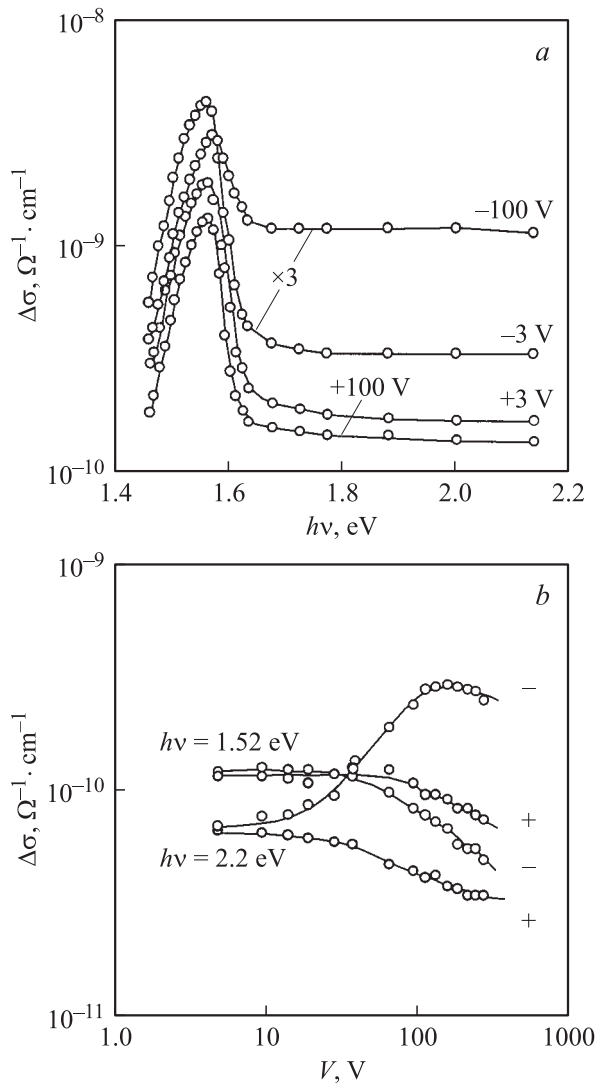 10⁻⁸
a
−100 V
10⁻⁹
×3
Δσ, Ω⁻¹·cm⁻¹
−3 V
+100 V
+3 V
10⁻¹⁰
1.4 1.6 1.8 2.0 2.2
hν, eV
10⁻⁹
b
−
hν = 1.52 eV
10⁻¹⁰
Δσ, Ω⁻¹·cm⁻¹
+
hν = 2.2 eV
−
+
10⁻¹¹
1.0 10 100 1000
V, V